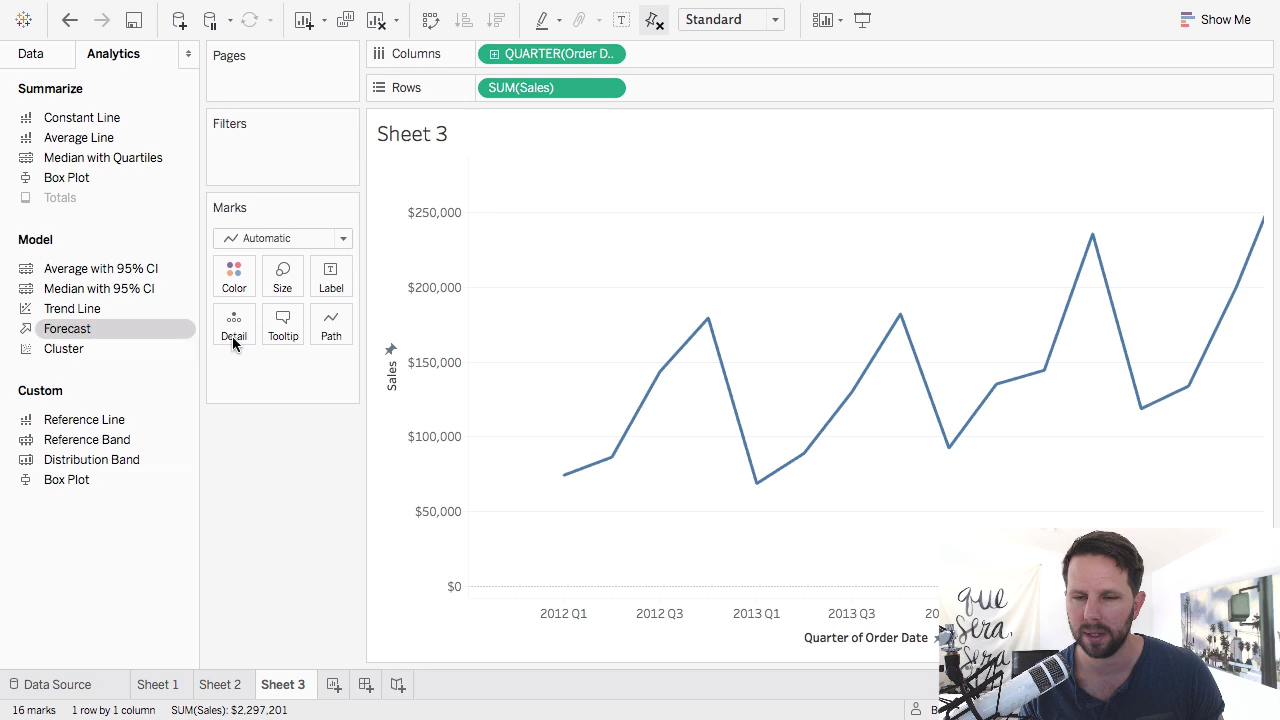 Standard
Show Me
Data
Analytics
Pages
Columns
QUARTER(Order D..
Rows
SUM(Sales)
Summarize
Constant Line
Average Line
Median with Quartiles
Box Plot
Totals
Model
Average with 95% CI
Median with 95% CI
Trend Line
Forecast
Cluster
Custom
Reference Line
Reference Band
Distribution Band
Box Plot
Filters
Marks
Automatic
Color
Size
Label
Detail
Tooltip
Path
Sheet 3
Sales
$250,000
$200,000
$150,000
$100,000
$50,000
$0
2012 Q1
2012 Q3
2013 Q1
2013 Q3
20
Quarter of Order Date
que
Sera,
Sera
Data Source
Sheet 1
Sheet 2
Sheet 3
16 marks
1 row by 1 column
SUM(Sales):